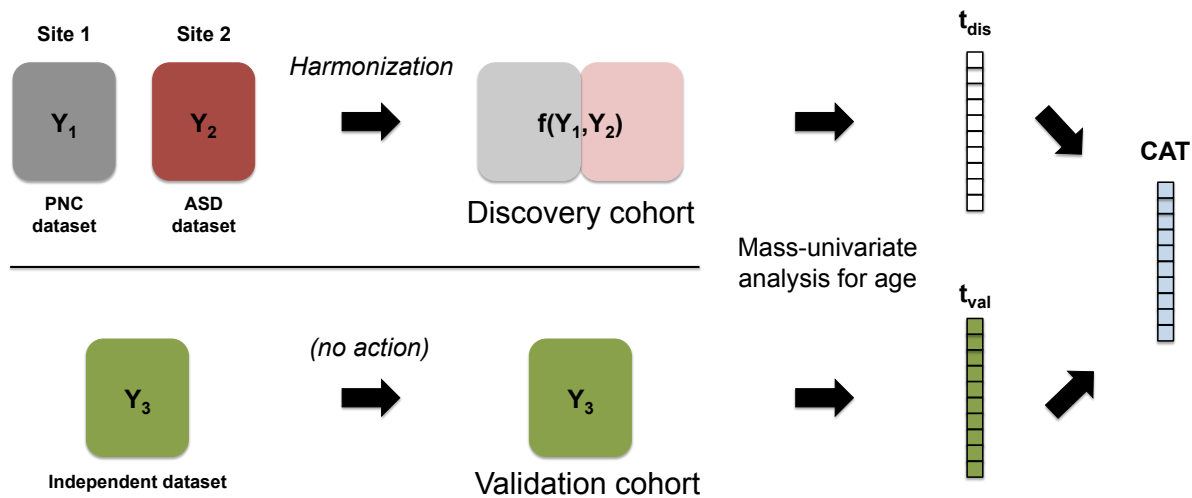 Site 1
Site 2
Y1
Y2
PNC
dataset
ASD
dataset
Harmonization
f(Y1,Y2)
Discovery cohort
tdis
CAT
Mass-univariate
analysis for age
Y3
Independent dataset
(no action)
Y3
Validation cohort
tval